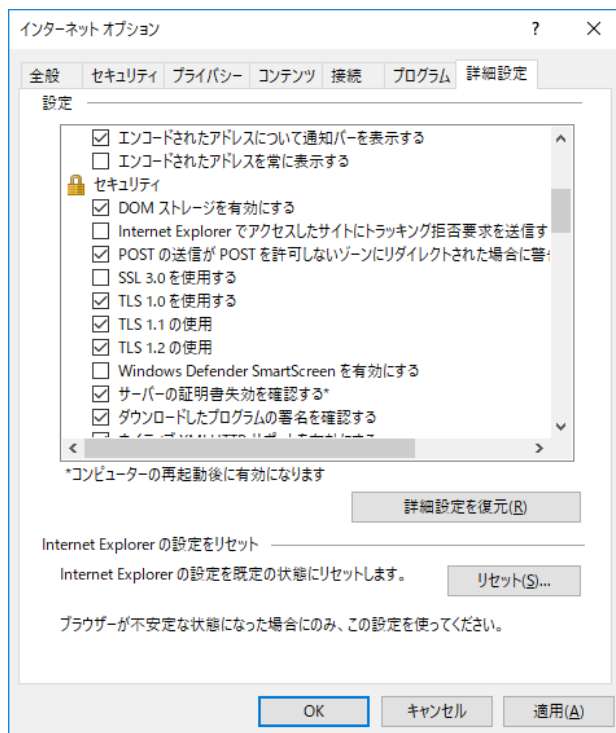 インターネット オプション
?
×
全般
セキュリティ
プライバシー
コンテンツ
接続
プログラム
詳細設定
設定
エンコードされたアドレスについて通知バーを表示する
エンコードされたアドレスを常に表示する
セキュリティ
DOM ストレージを有効にする
Internet Explorer でアクセスしたサイトにトラッキング拒否要求を送信す
POST の送信が POST を許可しないゾーンにリダイレクトされた場合に警
SSL 3.0 を使用する
TLS 1.0 を使用する
TLS 1.1 の使用
TLS 1.2 の使用
Windows Defender SmartScreen を有効にする
サーバーの証明書失効を確認する*
ダウンロードしたプログラムの署名を確認する
*コンピューターの再起動後に有効になります
詳細設定を復元(R)
Internet Explorer の設定をリセット
Internet Explorer の設定を既定の状態にリセットします。
リセット(S)...
ブラウザーが不安定な状態になった場合にのみ、この設定を使ってください。
OK
キャンセル
適用(A)